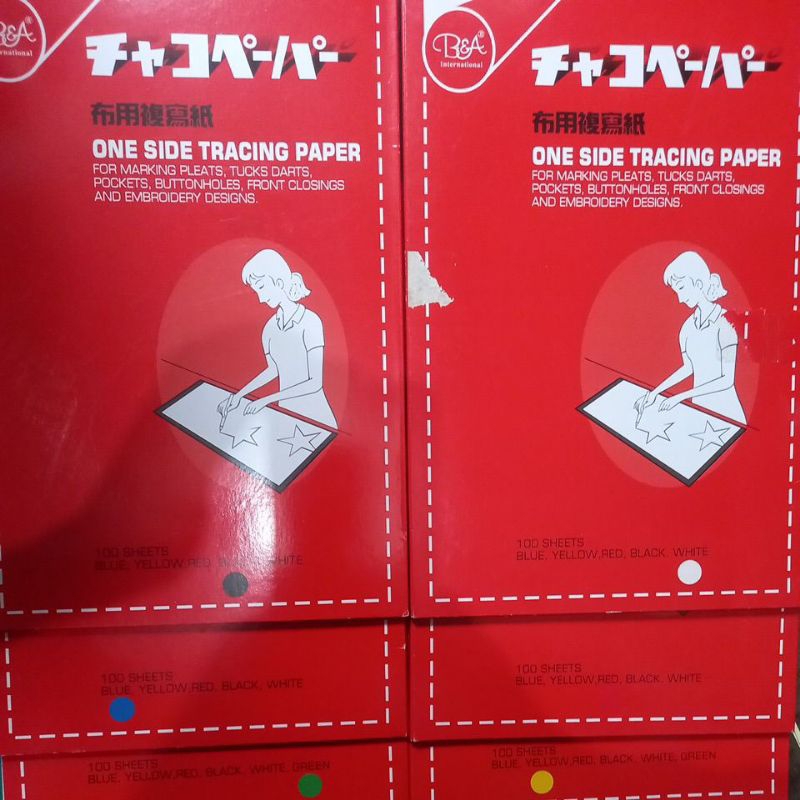 B&A®
International
チャコペーパー
布用複寫紙
ONE SIDE TRACING PAPER
FOR MARKING PLEATS, TUCKS DARTS,
POCKETS, BUTTONHOLES, FRONT CLOSINGS
AND EMBROIDERY DESIGNS.
100 SHEETS
BLUE, YELLOW,RED, BLACK, WHITE
B&A®
International
チャコペーパー
布用複寫紙
ONE SIDE TRACING PAPER
FOR MARKING PLEATS, TUCKS DARTS,
POCKETS, BUTTONHOLES, FRONT CLOSINGS
AND EMBROIDERY DESIGNS.
100 SHEETS
BLUE, YELLOW,RED, BLACK, WHITE
100 SHEETS
BLUE, YELLOW,RED, BLACK, WHITE
100 SHEETS
BLUE, YELLOW,RED, BLACK, WHITE
100 SHEETS
BLUE, YELLOW,RED, BLACK, WHITE, GREEN
100 SHEETS
BLUE, YELLOW,RED, BLACK, WHITE, GREEN